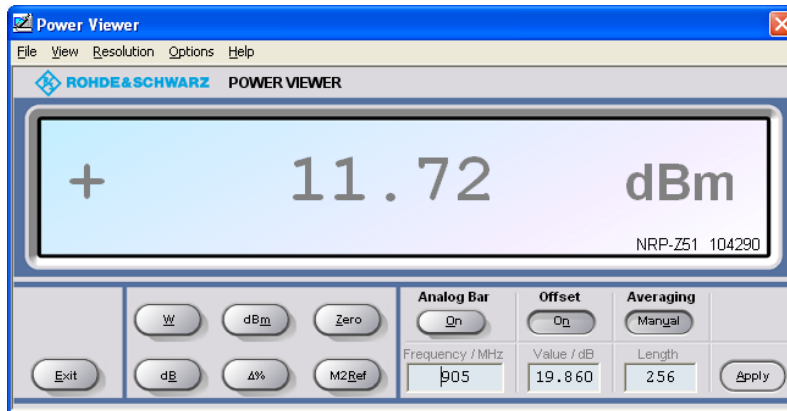 Power Viewer
File View Resolution Options Help
ROHDE&SCHWARZ POWER VIEWER
+ 11.72 dBm
NRP-Z51 104290
Analog Bar Offset Averaging
W dBm Zero On On Manual
Frequency / MHz Value / dB Length
Exit dB Δ% M2Ref 905 19.860 256 Apply